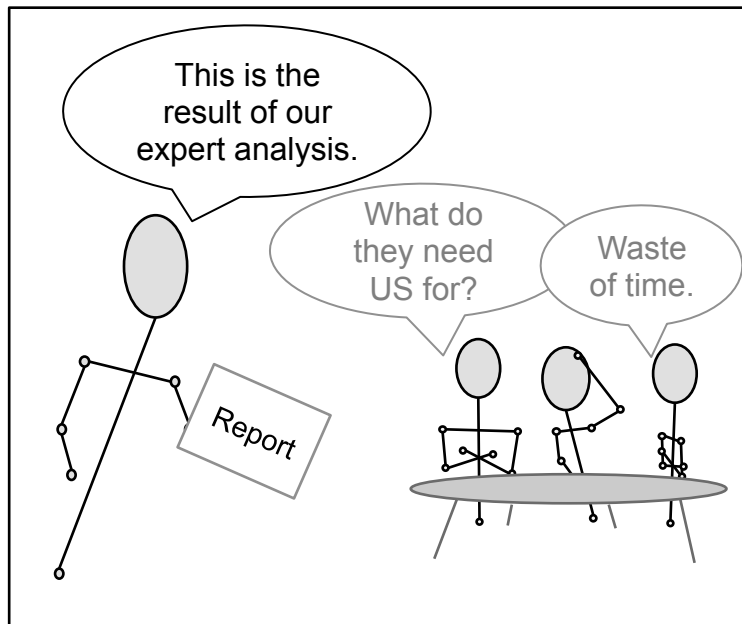 This is the
result of our
expert analysis.
What do
they need
US for?
Waste
of time.
Report